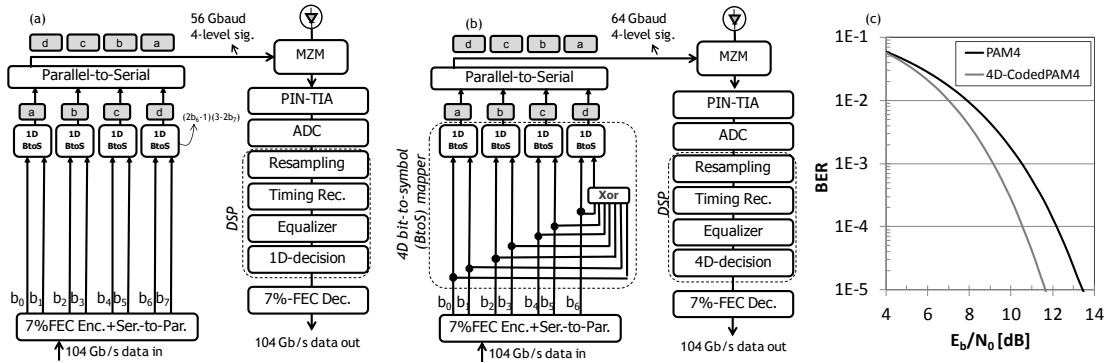 (a)
56 Gbaud
4-level sig.
d c b a
MZM
Parallel-to-Serial
a b c d
1D BtoS
1D BtoS
1D BtoS
1D BtoS
(2b6-1)(3-2b7)
PIN-TIA
ADC
Resampling
Timing Rec.
Equalizer
1D-decision
DSP
b0 b1 b2 b3 b4 b5 b6 b7
7%-FEC Dec.
7%FEC Enc.+Ser.-to-Par.
104 Gb/s data in
104 Gb/s data out
(b)
64 Gbaud
4-level sig.
d c b a
MZM
Parallel-to-Serial
a b c d
1D BtoS
1D BtoS
1D BtoS
1D BtoS
Xor
4D bit-to-symbol
(BtoS) mapper
PIN-TIA
ADC
Resampling
Timing Rec.
Equalizer
4D-decision
DSP
b0 b1 b2 b3 b4 b5 b6
7%-FEC Dec.
7%FEC Enc.+Ser.-to-Par.
104 Gb/s data in
104 Gb/s data out
(c)
PAM4
4D-CodedPAM4
1E-1
1E-2
1E-3
1E-4
1E-5
BER
4 6 8 10 12 14
Eb/N0 [dB]